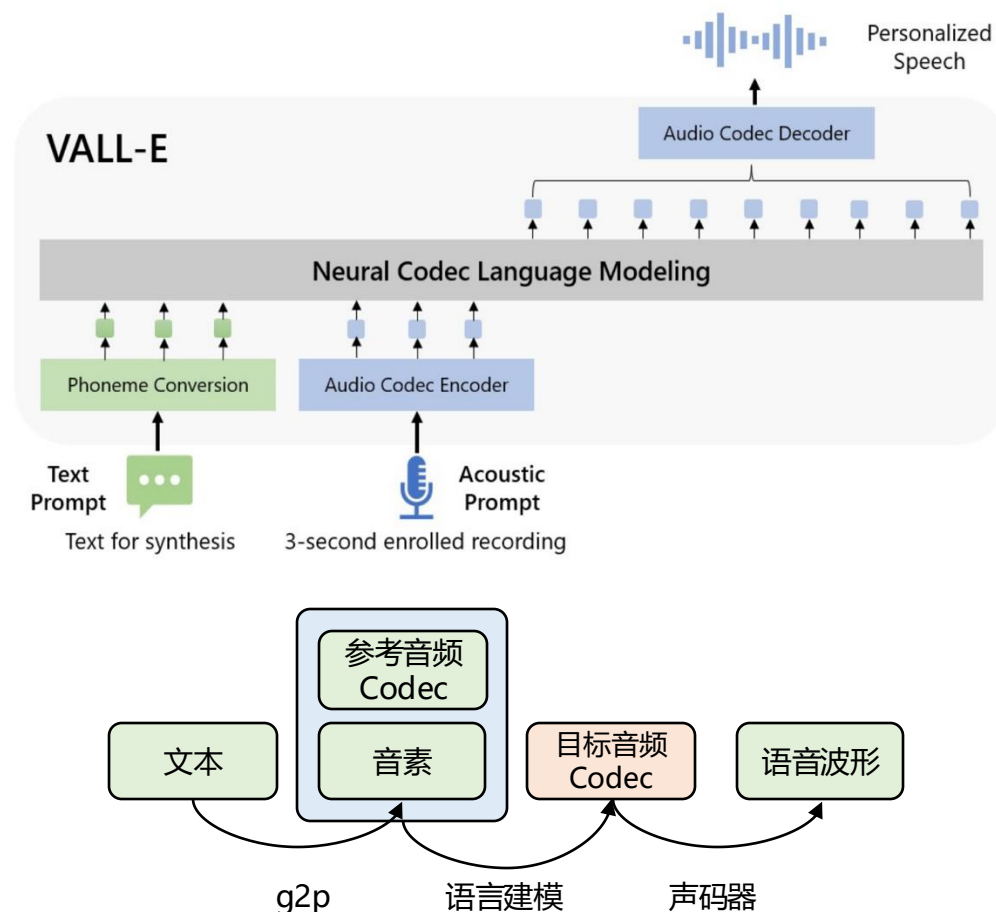 Personalized
Speech
Audio Codec Decoder
VALL-E
Neural Codec Language Modeling
Phoneme Conversion
Audio Codec Encoder
Text
Prompt
Acoustic
Prompt
Text for synthesis
3-second enrolled recording
参考音频
Codec
文本
音素
目标音频
Codec
语音波形
g2p
语言建模
声码器